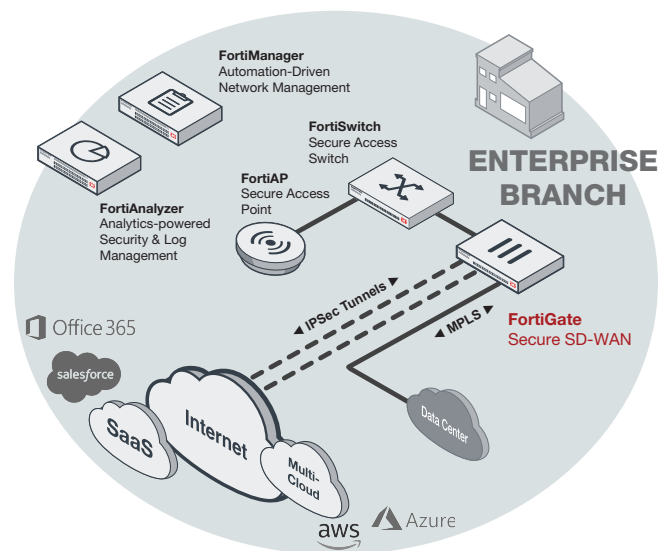 FortiManager
Automation-Driven
Network Management
FortiSwitch
Secure Access
Switch
ENTERPRISE
BRANCH
FortiAP
Secure Access
Point
FortiAnalyzer
Analytics-powered
Security & Log
Management
IPSec Tunnels
MPLS
FortiGate
Secure SD-WAN
Office 365
salesforce
SaaS
Internet
Multi-
Cloud
Data Center
aws
Azure